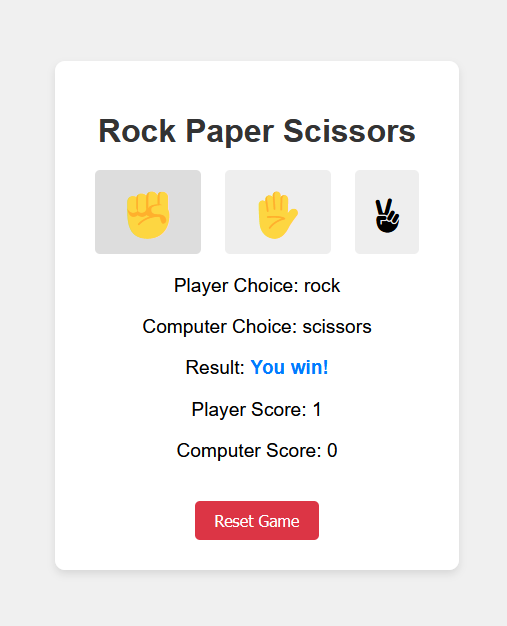 Rock Paper Scissors
Player Choice: rock
Computer Choice: scissors
Result: You win!
Player Score: 1
Computer Score: 0
Reset Game